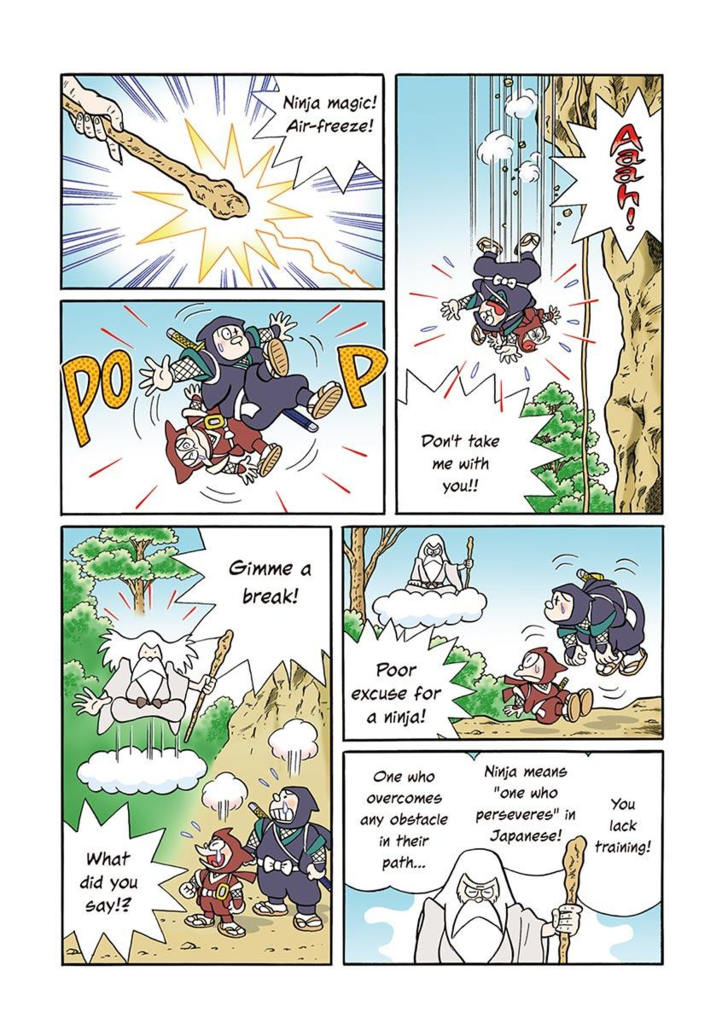 Aaah!
Don't take
me with
you!!
Ninja magic!
Air-freeze!
POP
Poor
excuse for
a ninja!
You
lack
training!
Ninja means
"one who
perseveres" in
Japanese!
One who
overcomes
any obstacle
in their
path...
Gimme a
break!
What
did you
say!?